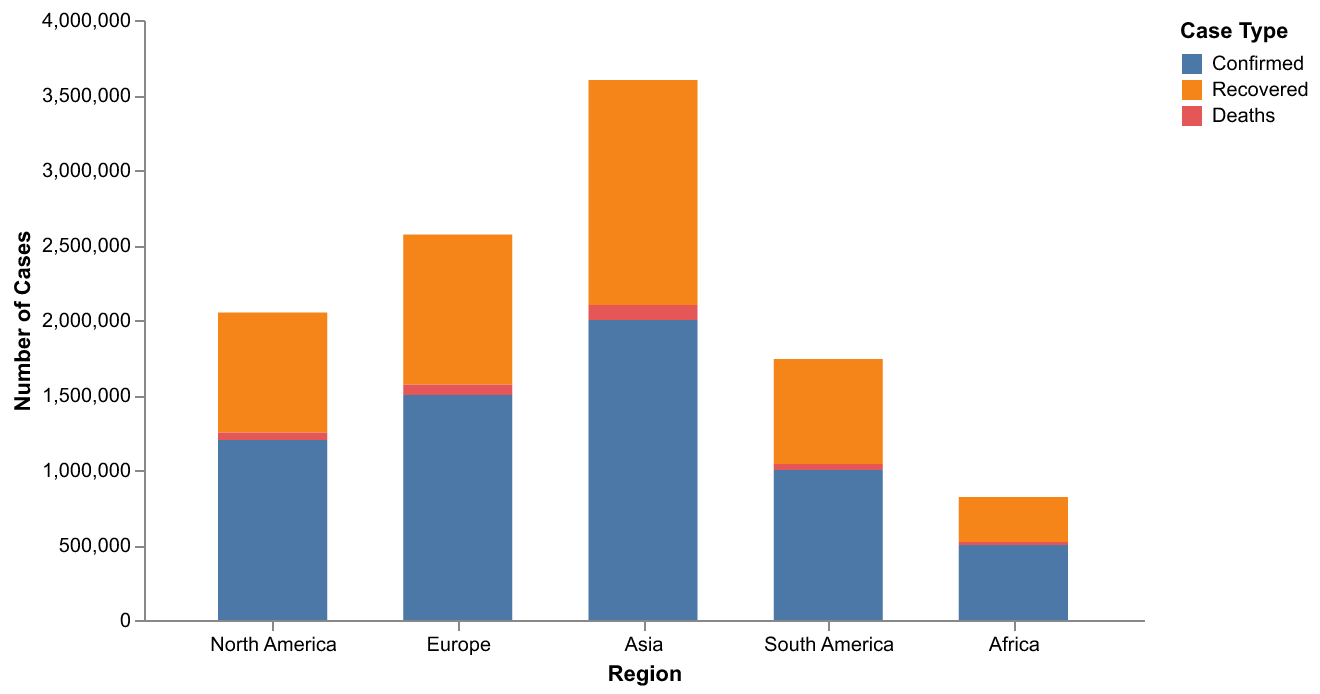 4,000,000
3,500,000
3,000,000
2,500,000
2,000,000
1,500,000
1,000,000
500,000
0
Number of Cases
North America
Europe
Asia
South America
Africa
Region
Case Type
Confirmed
Recovered
Deaths